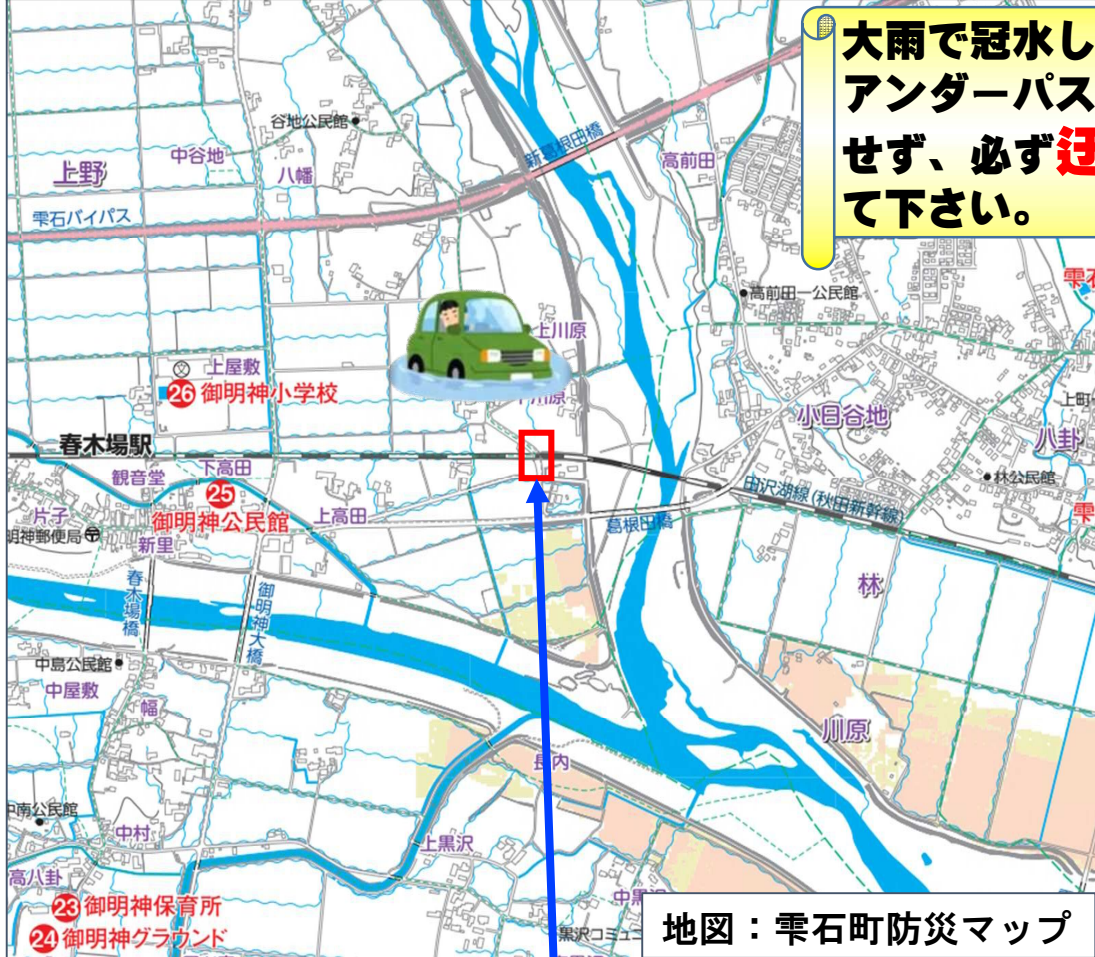 大雨で冠水し
アンダーパス
せず、必ず迂
て下さい。
谷地公民館
中谷地
八幡
上野
新葛根田橋
高前田
雫石バイパス
高前田一公民館
雫石
上川原
下川原
上屋敷
文
26 御明神小学校
小日谷地
上町
八卦
春木場駅
観音堂
下高田
25
御明神公民館
上高田
林公民館
田沢湖線(秋田新幹線)
雫
片子
明神郵便局
新里
葛根田橋
春木場橋
御明神大橋
林
中島公民館
中屋敷
幅
川原
長内
中南公民館
中村
上黒沢
高八卦
23 御明神保育所
24 御明神グラウンド
中黒沢
黒沢コミュニ
地図：雫石町防災マップ